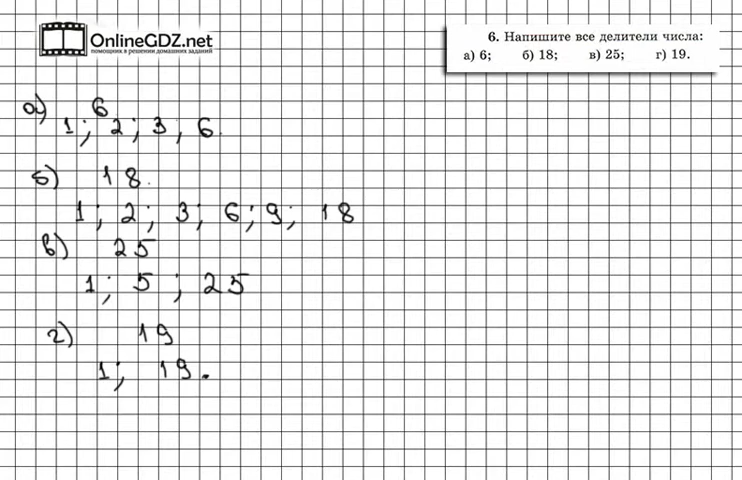 OnlineGDZ.net
помощник в решении домашних заданий
6. Напишите все делители числа:
а) 6; б) 18; в) 25; г) 19.
а) 6
1; 2; 3, 6.
б) 18.
1; 2; 3; 6; 9; 18
в) 25
1; 5; 25
г) 19
1; 19.